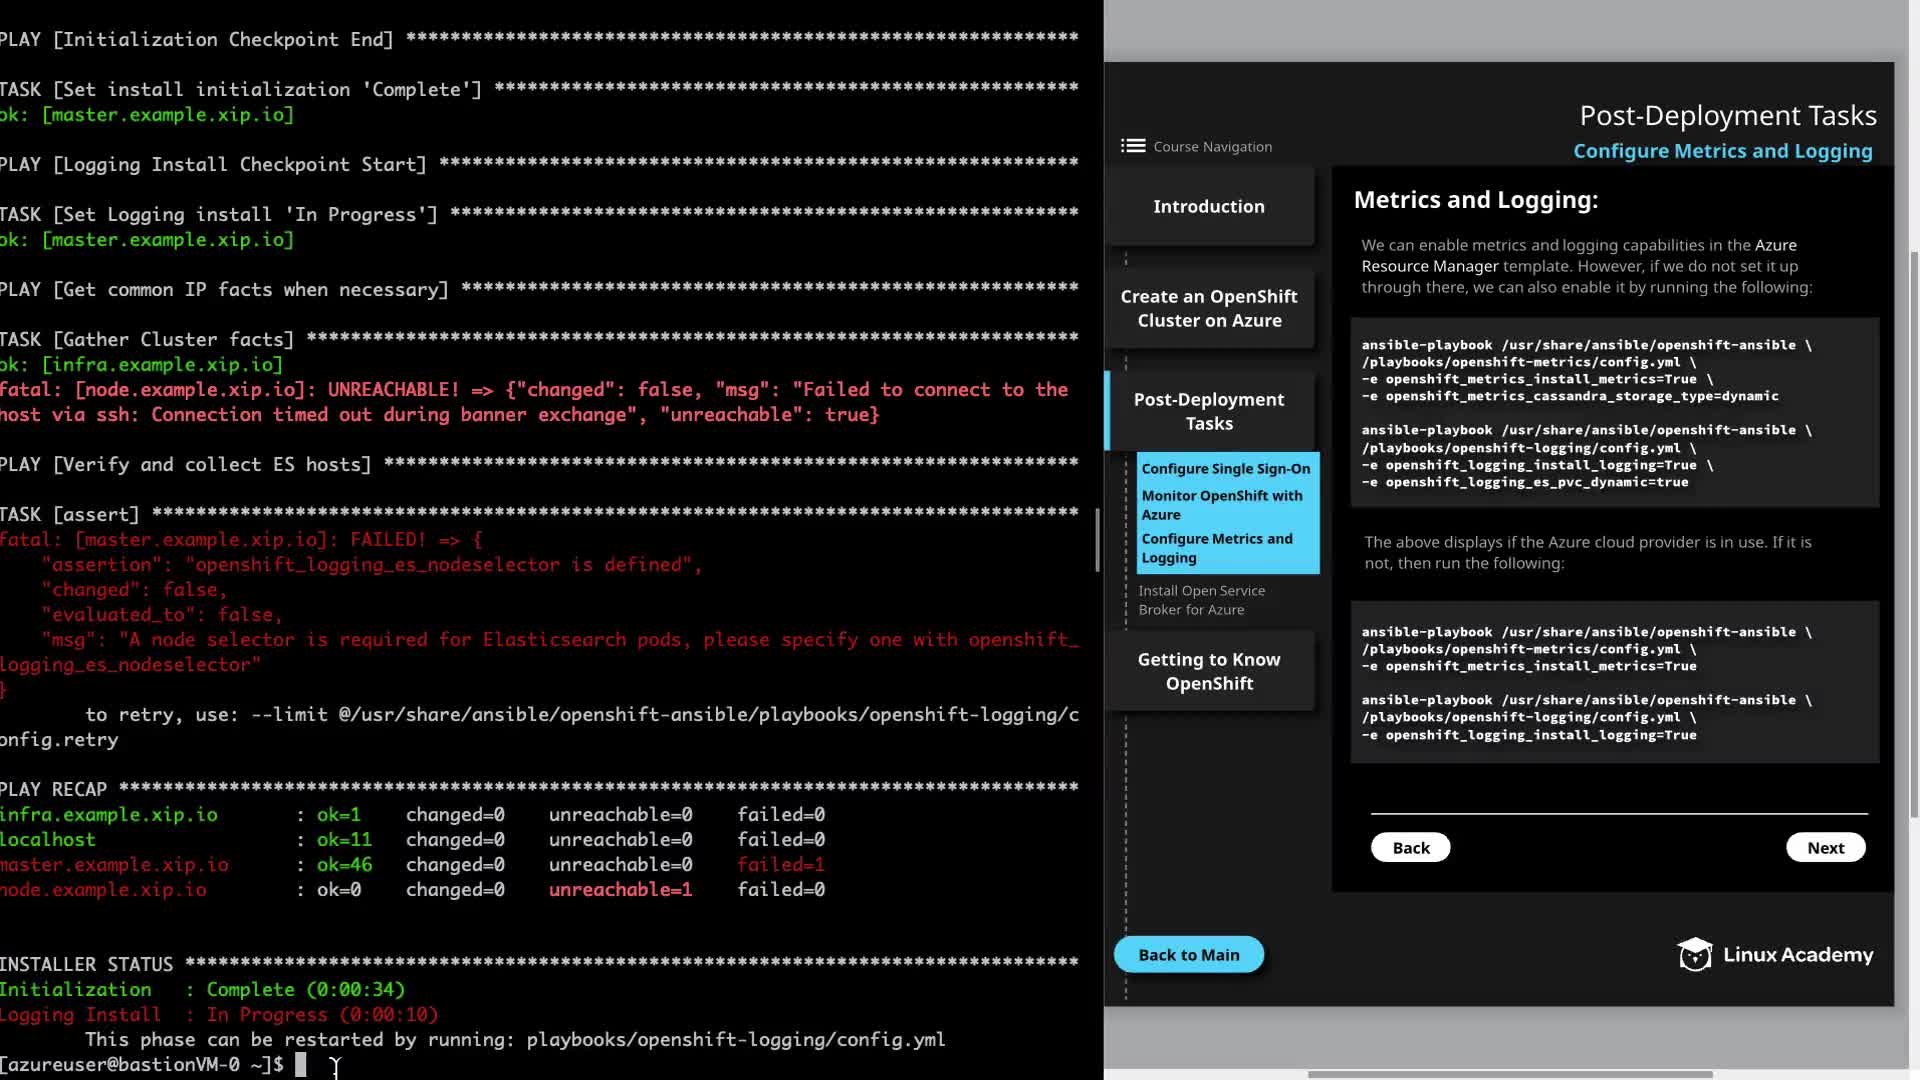 PLAY [Initialization Checkpoint End] *************************************************************
TASK [Set install initialization 'Complete'] *****************************************************
ok: [master.example.xip.io]
PLAY [Logging Install Checkpoint Start] **********************************************************
TASK [Set Logging install 'In Progress'] *********************************************************
ok: [master.example.xip.io]
PLAY [Get common IP facts when necessary] ********************************************************
TASK [Gather Cluster facts] **********************************************************************
ok: [infra.example.xip.io]
fatal: [node.example.xip.io]: UNREACHABLE! => {"changed": false, "msg": "Failed to connect to the
host via ssh: Connection timed out during banner exchange", "unreachable": true}
PLAY [Verify and collect ES hosts] ***************************************************************
TASK [assert] ************************************************************************************
fatal: [master.example.xip.io]: FAILED! => {
"assertion": "openshift_logging_es_nodeselector is defined",
"changed": false,
"evaluated_to": false,
"msg": "A node selector is required for Elasticsearch pods, please specify one with openshift_
logging_es_nodeselector"
}
to retry, use: --limit @/usr/share/ansible/openshift-ansible/playbooks/openshift-logging/c
onfig.retry
PLAY RECAP ***************************************************************************************
infra.example.xip.io : ok=1 changed=0 unreachable=0 failed=0
localhost : ok=11 changed=0 unreachable=0 failed=0
master.example.xip.io : ok=46 changed=0 unreachable=0 failed=1
node.example.xip.io : ok=0 changed=0 unreachable=1 failed=0
INSTALLER STATUS *********************************************************************************
Initialization : Complete (0:00:34)
Logging Install : In Progress (0:00:10)
This phase can be restarted by running: playbooks/openshift-logging/config.yml
[azureuser@bastionVM-0 ~]$
Post-Deployment Tasks
Configure Metrics and Logging
Course Navigation
Introduction
Create an OpenShift
Cluster on Azure
Post-Deployment
Tasks
Configure Single Sign-On
Monitor OpenShift with
Azure
Configure Metrics and
Logging
Install Open Service
Broker for Azure
Getting to Know
OpenShift
Back to Main
Metrics and Logging:
We can enable metrics and logging capabilities in the Azure
Resource Manager template. However, if we do not set it up
through there, we can also enable it by running the following:
ansible-playbook /usr/share/ansible/openshift-ansible \
/playbooks/openshift-metrics/config.yml \
-e openshift_metrics_install_metrics=True \
-e openshift_metrics_cassandra_storage_type=dynamic
ansible-playbook /usr/share/ansible/openshift-ansible \
/playbooks/openshift-logging/config.yml \
-e openshift_logging_install_logging=True \
-e openshift_logging_es_pvc_dynamic=true
The above displays if the Azure cloud provider is in use. If it is
not, then run the following:
ansible-playbook /usr/share/ansible/openshift-ansible \
/playbooks/openshift-metrics/config.yml \
-e openshift_metrics_install_metrics=True
ansible-playbook /usr/share/ansible/openshift-ansible \
/playbooks/openshift-logging/config.yml \
-e openshift_logging_install_logging=True
Back
Next
Linux Academy